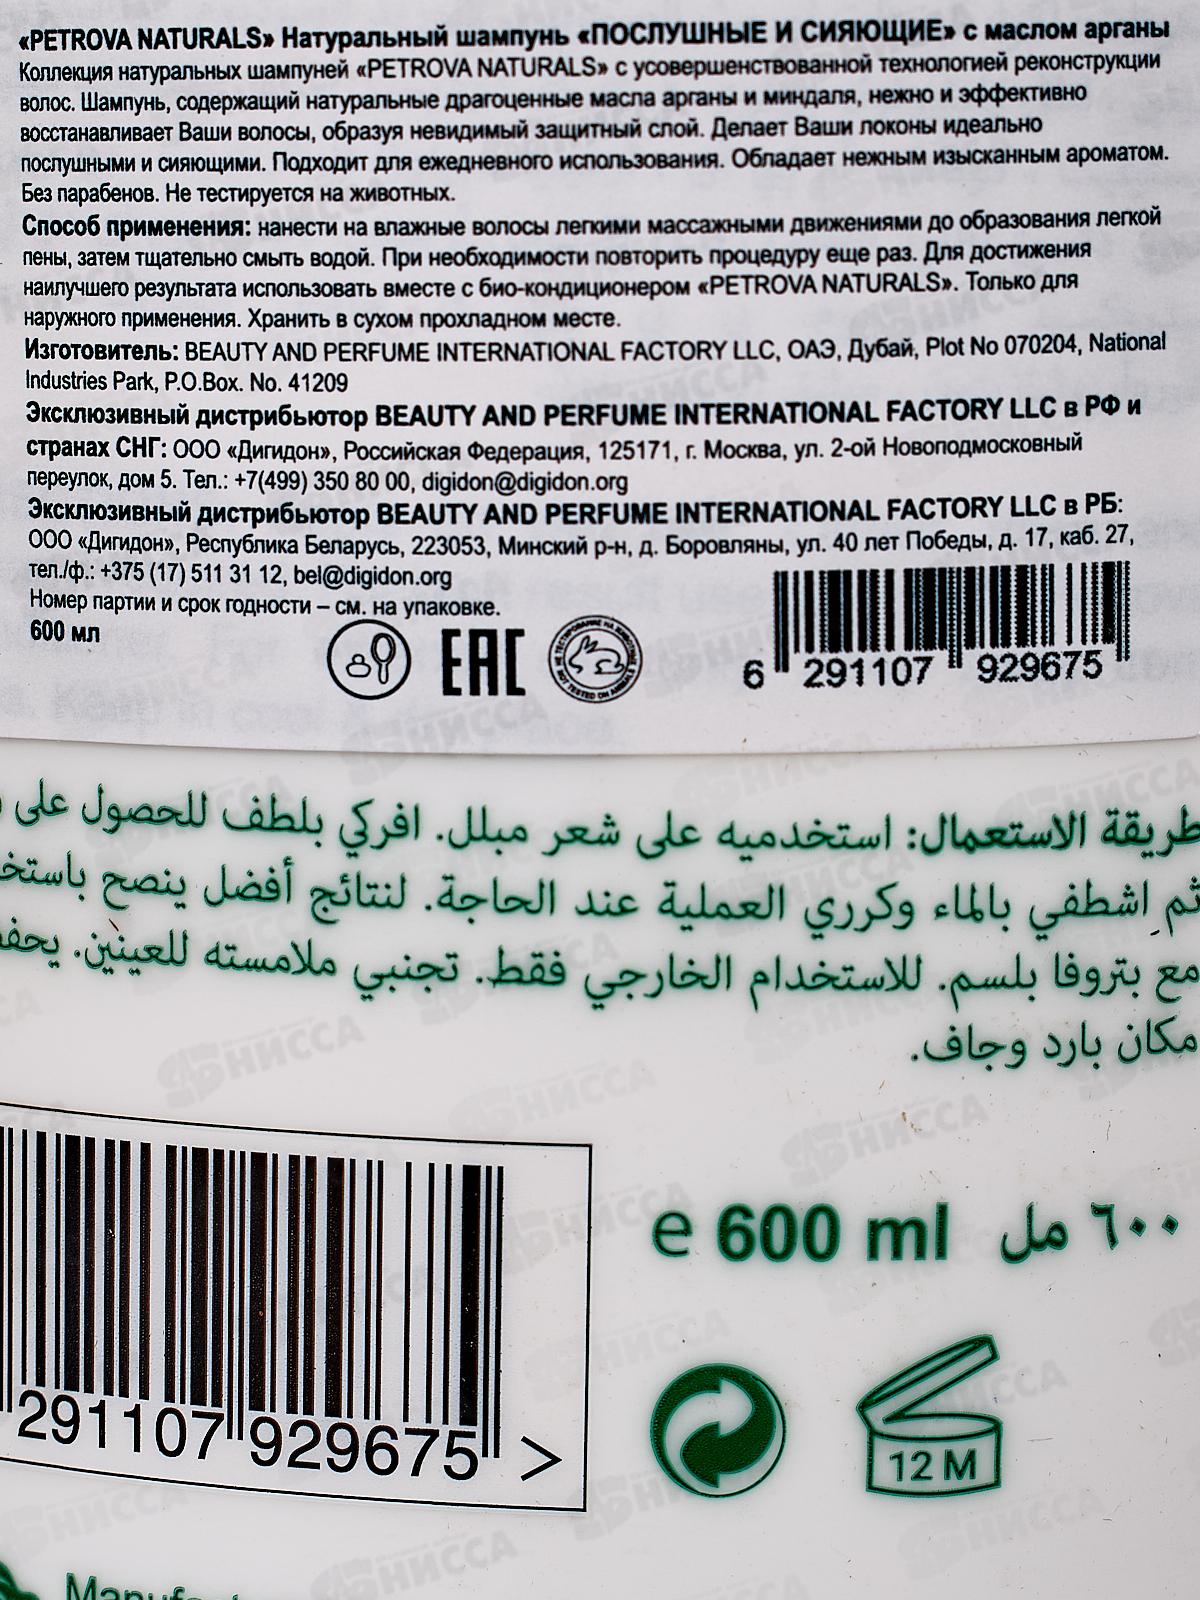 «PETROVA NATURALS» Натуральный шампунь «ПОСЛУШНЫЕ И СИЯЮЩИЕ» с маслом арганы
Коллекция натуральных шампуней «PETROVA NATURALS» с усовершенствованной технологией реконструкции
волос. Шампунь, содержащий натуральные драгоценные масла арганы и миндаля, нежно и эффективно
восстанавливает Ваши волосы, образуя невидимый защитный слой. Делает Ваши локоны идеально
послушными и сияющими. Подходит для ежедневного использования. Обладает нежным изысканным ароматом.
Без парабенов. Не тестируется на животных.
Способ применения: нанести на влажные волосы легкими массажными движениями до образования легкой
пены, затем тщательно смыть водой. При необходимости повторить процедуру еще раз. Для достижения
наилучшего результата использовать вместе с био-кондиционером «PETROVA NATURALS». Только для
наружного применения. Хранить в сухом прохладном месте.
Изготовитель: BEAUTY AND PERFUME INTERNATIONAL FACTORY LLC, ОАЭ, Дубай, Plot No 070204, National
Industries Park, P.O.Box. No. 41209
Эксклюзивный дистрибьютор BEAUTY AND PERFUME INTERNATIONAL FACTORY LLC в РФ и
странах СНГ: ООО «Дигидон», Российская Федерация, 125171, г. Москва, ул. 2-ой Новоподмосковный
переулок, дом 5. Тел.: +7(499) 350 80 00, digidon@digidon.org
Эксклюзивный дистрибьютор BEAUTY AND PERFUME INTERNATIONAL FACTORY LLC в РБ:
ООО «Дигидон», Республика Беларусь, 223053, Минский р-н, д. Боровляны, ул. 40 лет Победы, д. 17, каб. 27,
тел./ф.: +375 (17) 511 31 12, bel@digidon.org
Номер партии и срок годности – см. на упаковке.
600 мл
EAC
ТЕСТИРОВАНИЕ НА ЖИВОТНЫХ
NOT TESTED ON ANIMALS
6 291107 929675
طريقة الاستعمال: استخدميه على شعر مبلل. افركي بلطف للحصول على
ثم إشطفي بالماء وكرري العملية عند الحاجة. لنتائج أفضل ينصح
مع بتروفا بلسم. للاستخدام الخارجي فقط. تجنبي ملامسته للعينين.
مكان بارد وجاف.
℮ 600 ml ٦٠٠ مل
291107 929675 >
12 M
БНИССА